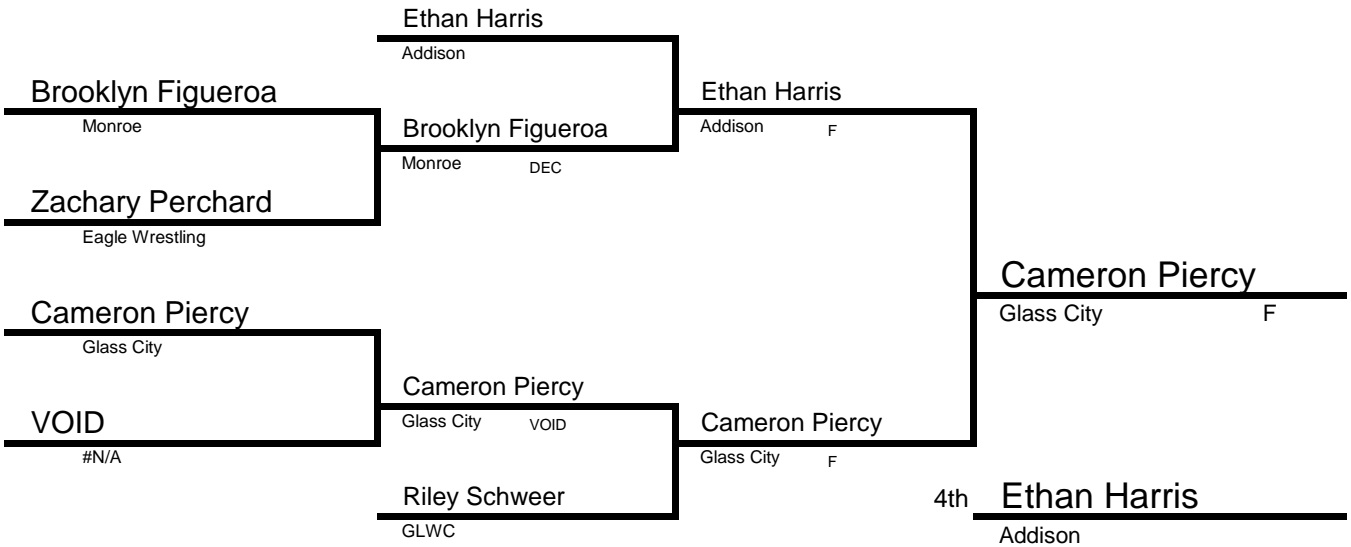 Ethan Harris
Addison
Brooklyn Figueroa
Monroe
Ethan Harris
Addison F
Brooklyn Figueroa
Monroe DEC
Zachary Perchard
Eagle Wrestling
Cameron Piercy
Glass City F
Cameron Piercy
Glass City
Cameron Piercy
Glass City VOID
VOID
#N/A
Cameron Piercy
Glass City F
Riley Schweer
GLWC
4th Ethan Harris
Addison